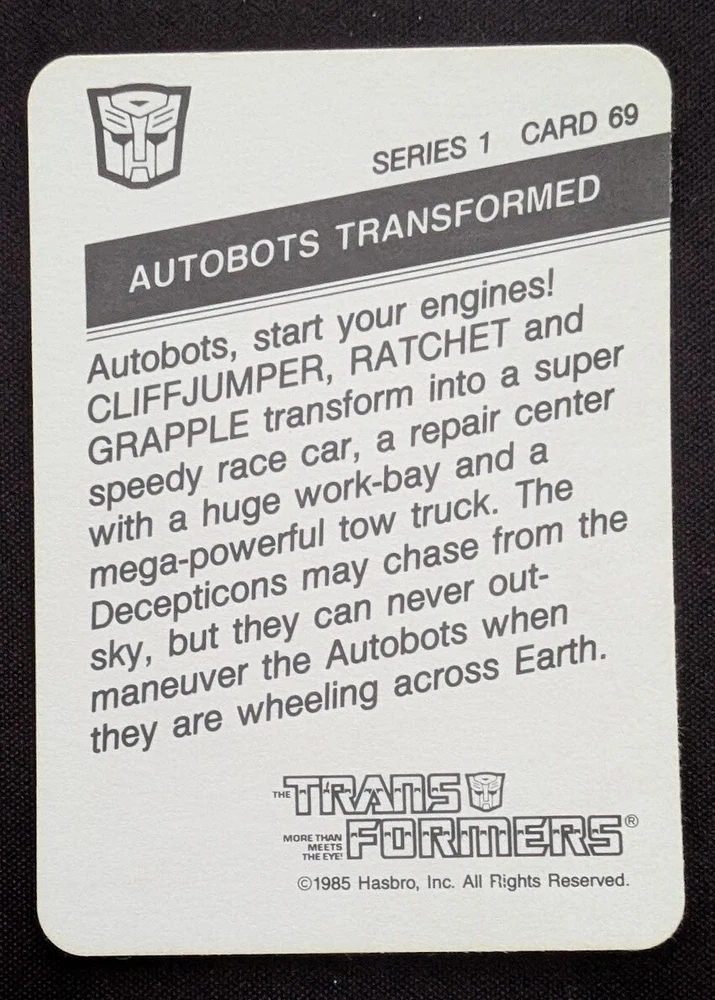 SERIES 1 CARD 69
AUTOBOTS TRANSFORMED
Autobots, start your engines!
CLIFFJUMPER, RATCHET and
GRAPPLE transform into a super
speedy race car, a repair center
with a huge work-bay and a
mega-powerful tow truck. The
Decepticons may chase from the
sky, but they can never out-
maneuver the Autobots when
they are wheeling across Earth.
THE TRANS
FORMERS®
MORE THAN
MEETS
THE EYE!
©1985 Hasbro, Inc. All Rights Reserved.